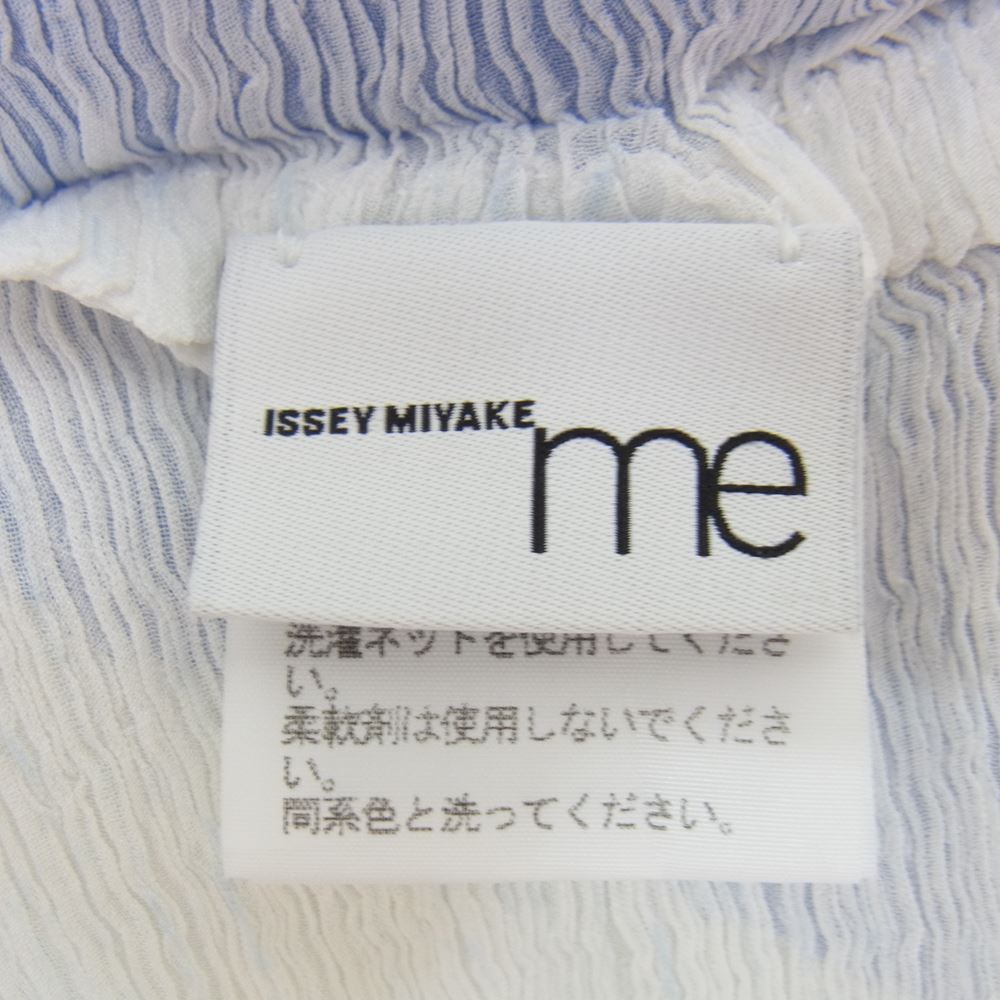 ISSEY MIYAKE
me
洗濯ネットを使用してくださ
い。
柔軟剤は使用しないでくださ
い。
同系色と洗ってください。